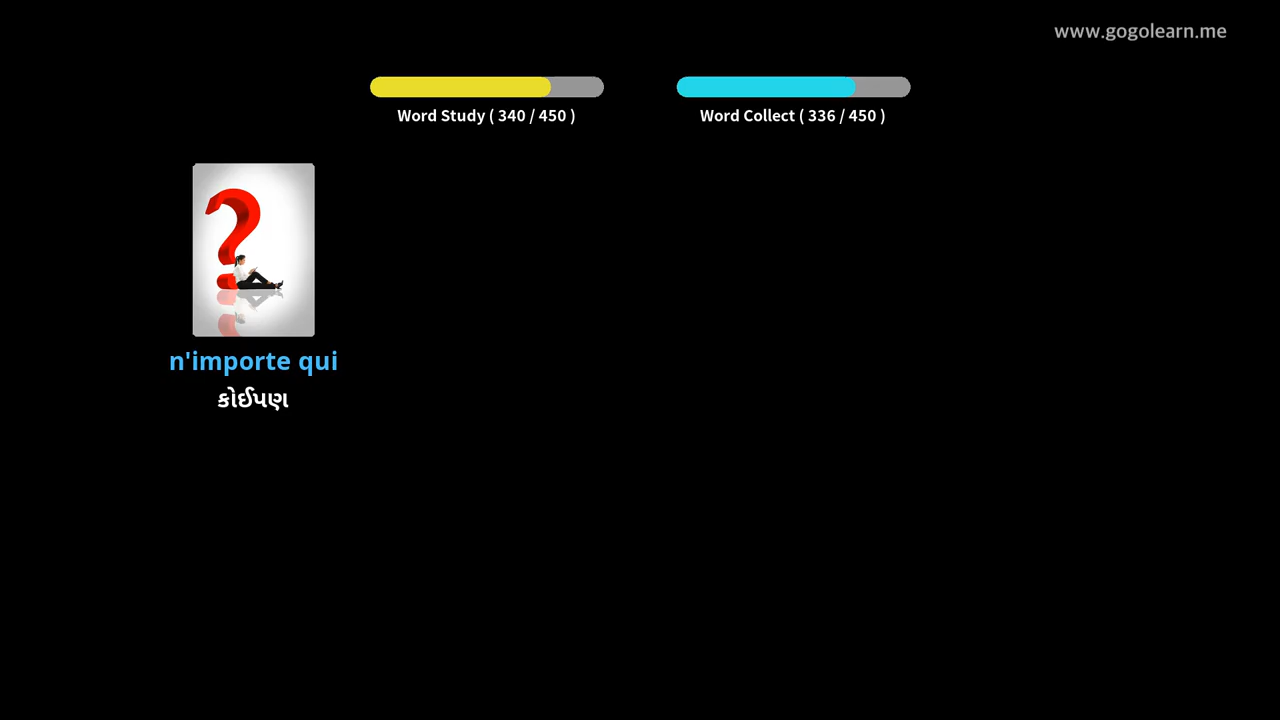 www.gogolearn.me
Word Study ( 340 / 450 )
Word Collect ( 336 / 450 )
n'importe qui
કોઈપણ